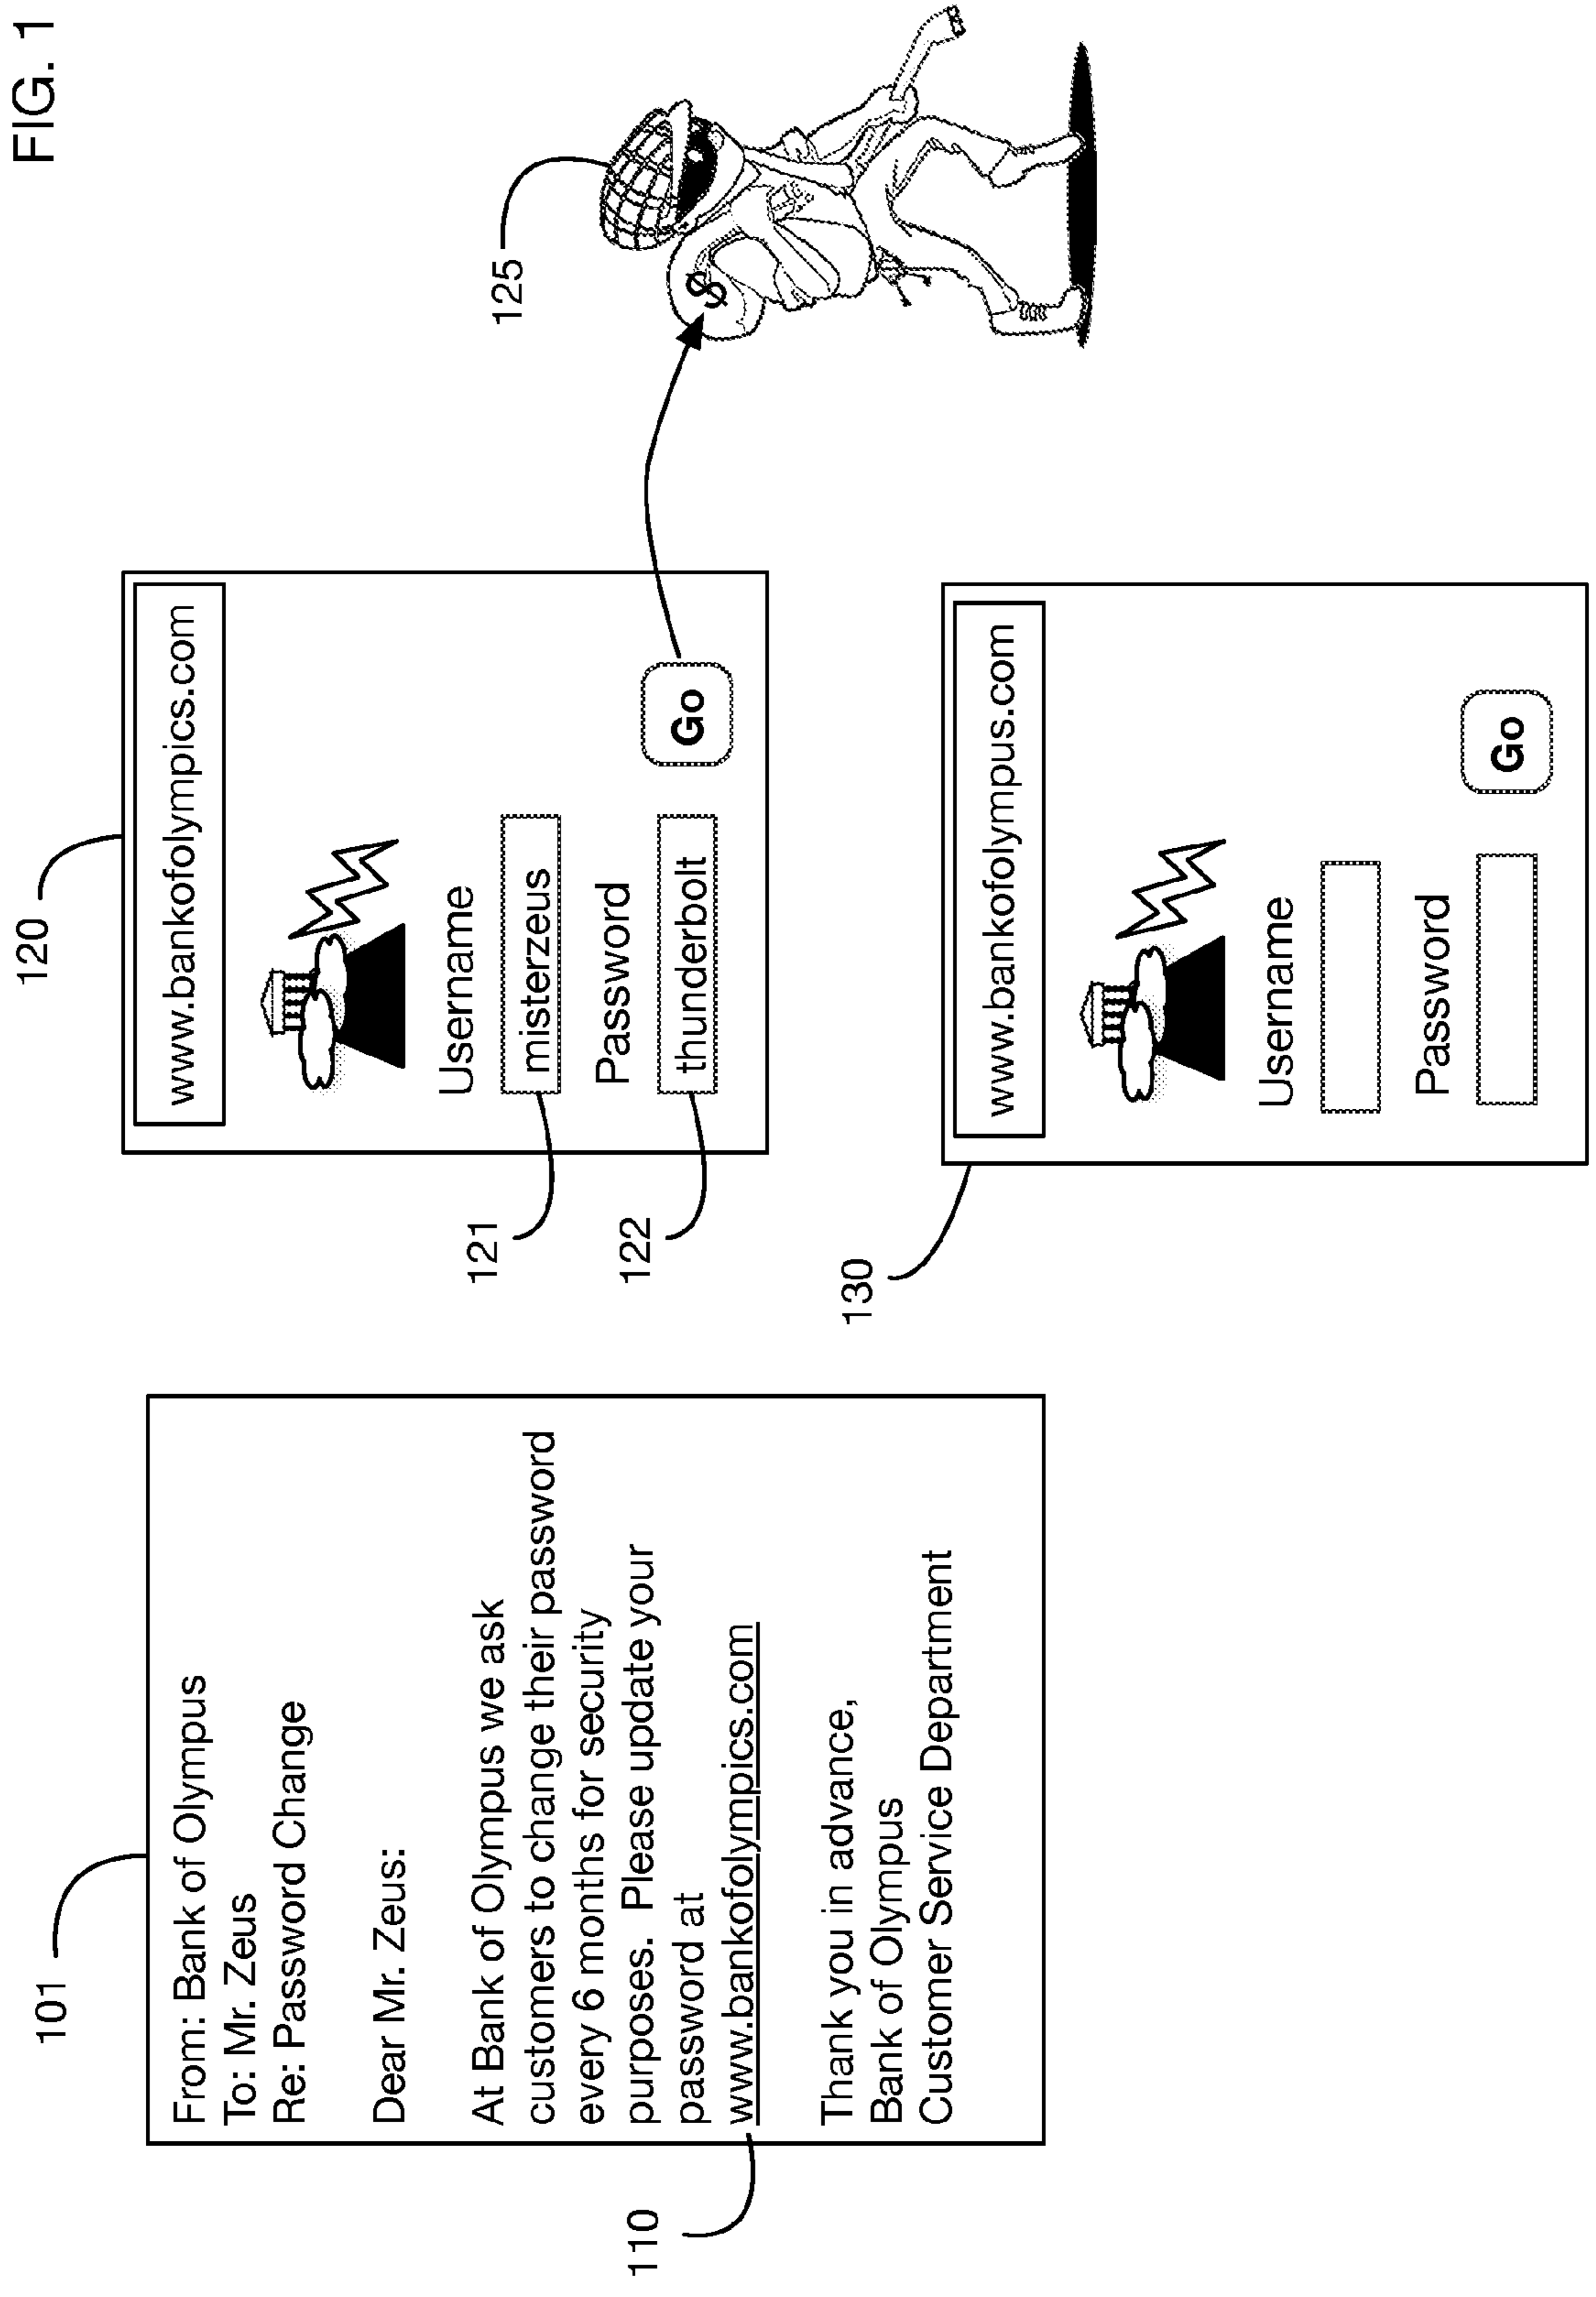 FIG. 1
101
From: Bank of Olympus
To: Mr. Zeus
Re: Password Change
Dear Mr. Zeus:
At Bank of Olympus we ask
customers to change their password
every 6 months for security
purposes. Please update your
password at
www.bankofolympics.com
Thank you in advance,
Bank of Olympus
Customer Service Department
110
120
www.bankofolympics.com
Username
misterzeus
Password
thunderbolt
Go
121
122
125
$
130
www.bankofolympus.com
Username
Password
Go